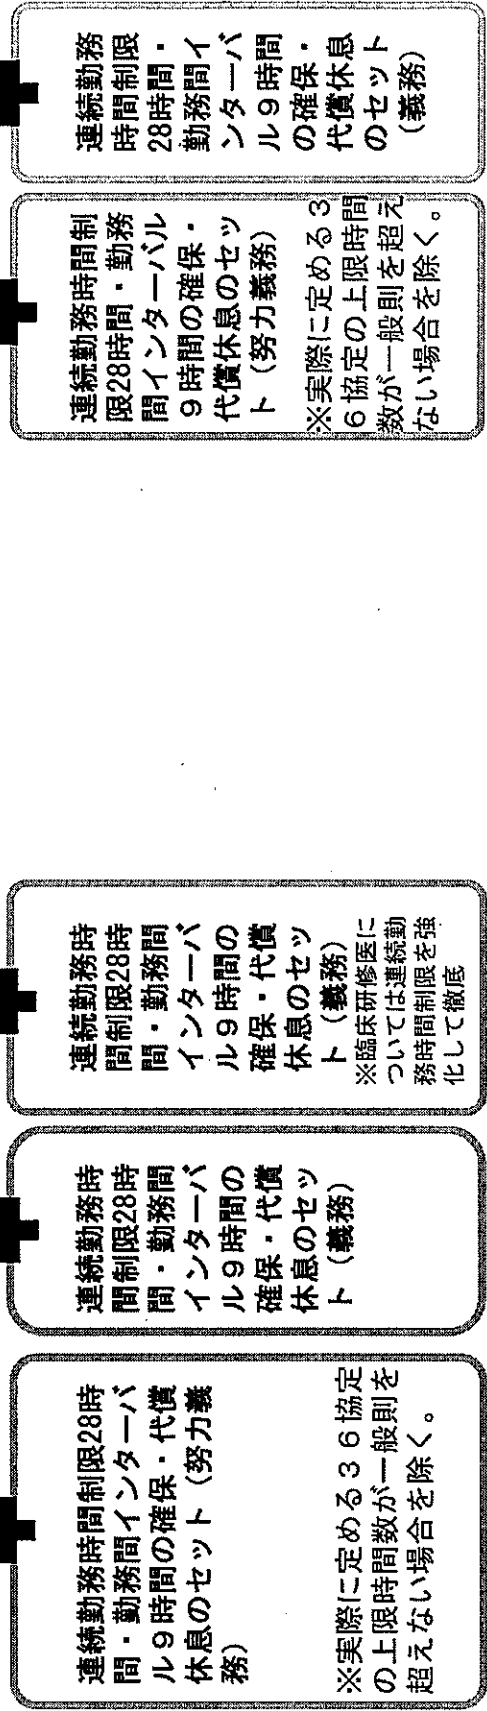 連続勤務時間制限28時
間・勤務間インターバ
ル９時間の確保・代償
休息のセット（努力義
務）
※実際に定める３６協定
の上限時間数が一般則を
超えない場合を除く。
連続勤務時
間制限28時
間・勤務間
インターバ
ル９時間の
確保・代償
休息のセッ
ト（義務）
連続勤務時
間制限28時
間・勤務間
インターバ
ル９時間の
確保・代償
休息のセッ
ト（義務）
※臨床研修医に
ついては連続勤
務時間制限を強
化して徹底
連続勤務時間制
限28時間・勤務
間インターバル
９時間の確保・
代償休息のセッ
ト（努力義務）
※実際に定める３
６協定の上限時間
数が一般則を超え
ない場合を除く。
連続勤務
時間制限
28時間・
勤務間イ
ンターバ
ル９時間
の確保・
代償休息
のセット
（義務）